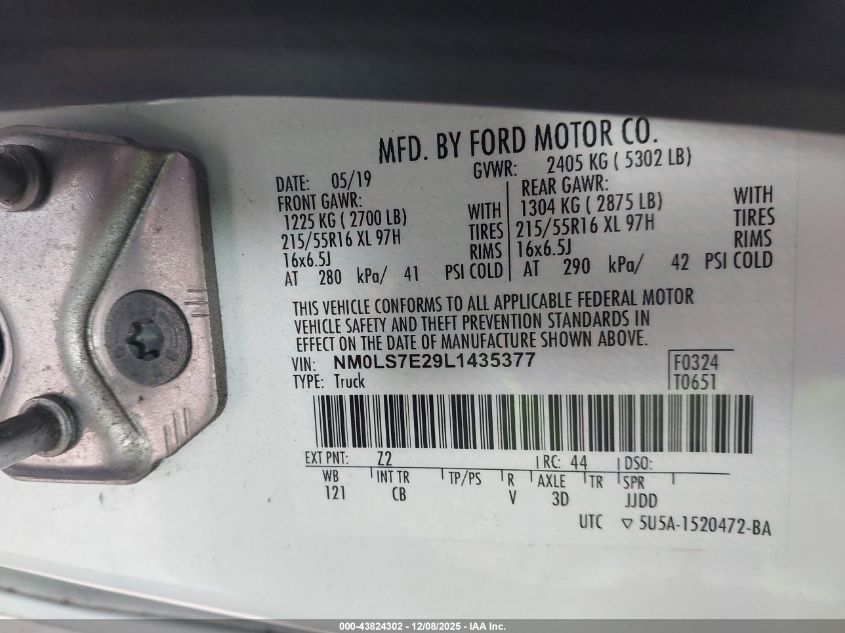 MFD. BY FORD MOTOR CO.
DATE: 05/19 GVWR: 2405 KG ( 5302 LB)
FRONT GAWR: REAR GAWR:
1225 KG ( 2700 LB) WITH 1304 KG ( 2875 LB) WITH
215/55R16 XL 97H TIRES 215/55R16 XL 97H TIRES
16x6.5J RIMS 16x6.5J RIMS
AT 280 kPa/ 41 PSI COLD AT 290 kPa/ 42 PSI COLD
THIS VEHICLE CONFORMS TO ALL APPLICABLE FEDERAL MOTOR
VEHICLE SAFETY AND THEFT PREVENTION STANDARDS IN
EFFECT ON THE DATE OF MANUFACTURE SHOWN ABOVE.
VIN: NM0LS7E29L1435377 F0324
TYPE: Truck T0651
EXT PNT: Z2 RC: 44 DSO:
WB INT TR TP/PS R AXLE TR SPR
121 CB V 3D JJDD
UTC ▽ 5U5A-1520472-BA
000-43824302 - 12/08/2025 - IAA Inc.